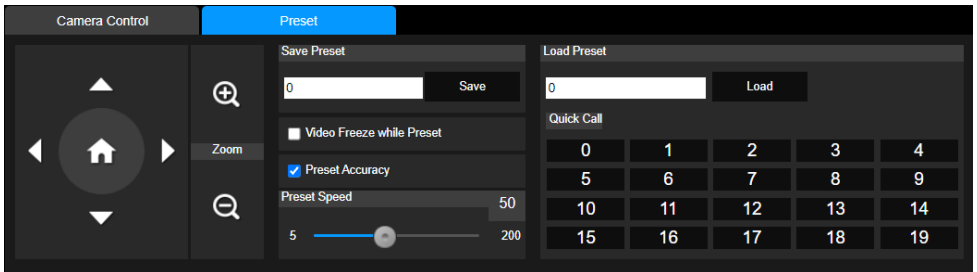 Camera Control
Preset
Zoom
Save Preset
0
Save
Video Freeze while Preset
Preset Accuracy
Preset Speed
50
5
200
Load Preset
0
Load
Quick Call
0 1 2 3 4
5 6 7 8 9
10 11 12 13 14
15 16 17 18 19